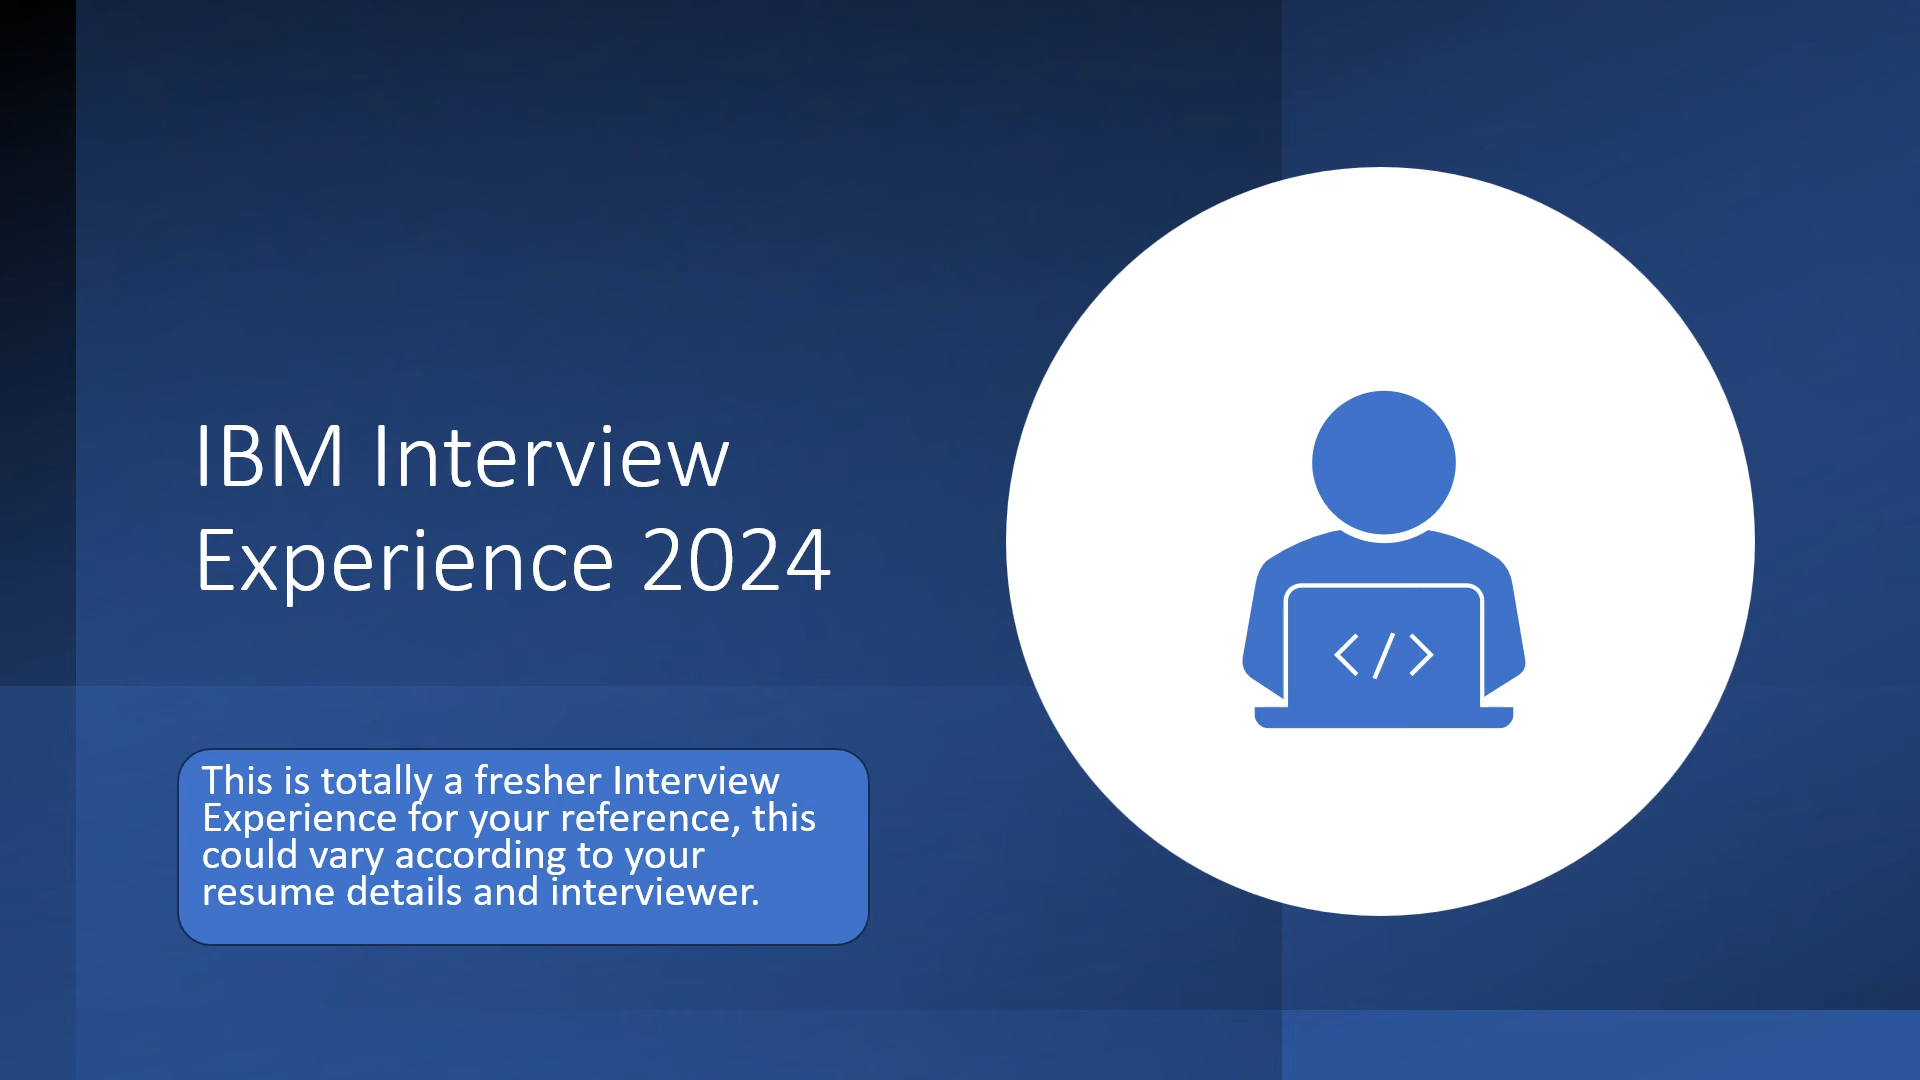 IBM Interview
Experience 2024
This is totally a fresher Interview
Experience for your reference, this
could vary according to your
resume details and interviewer.
</>